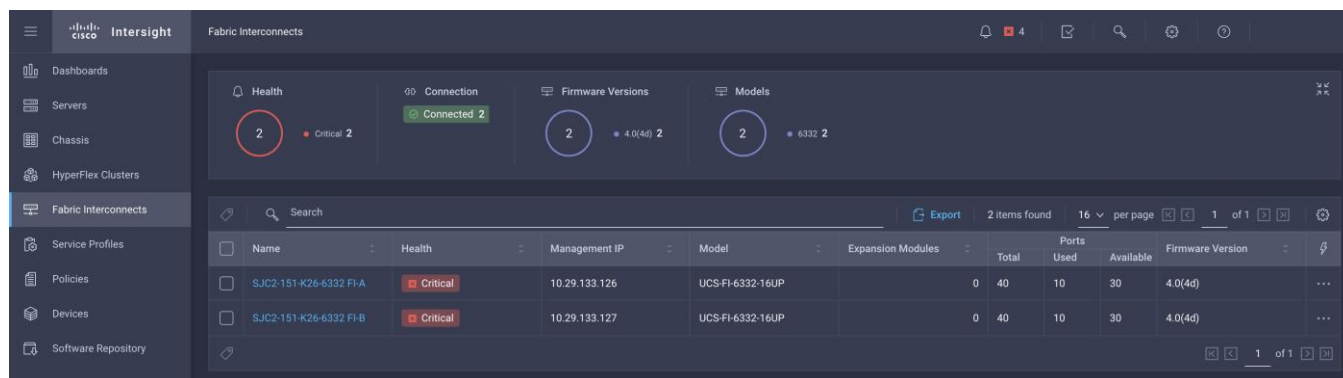 cisco Intersight
Fabric Interconnects
4
Dashboards
Servers
Chassis
HyperFlex Clusters
Fabric Interconnects
Service Profiles
Policies
Devices
Software Repository
Health
2
Critical 2
Connection
Connected 2
Firmware Versions
2
4.0(4d) 2
Models
2
6332 2
Search
Export
2 items found
16 per page
1 of 1
Name Health Management IP Model Expansion Modules Ports Firmware Version
Total Used Available
SJC2-151-K26-6332 FI-A Critical 10.29.133.126 UCS-FI-6332-16UP 0 40 10 30 4.0(4d) ...
SJC2-151-K26-6332 FI-B Critical 10.29.133.127 UCS-FI-6332-16UP 0 40 10 30 4.0(4d) ...
1 of 1